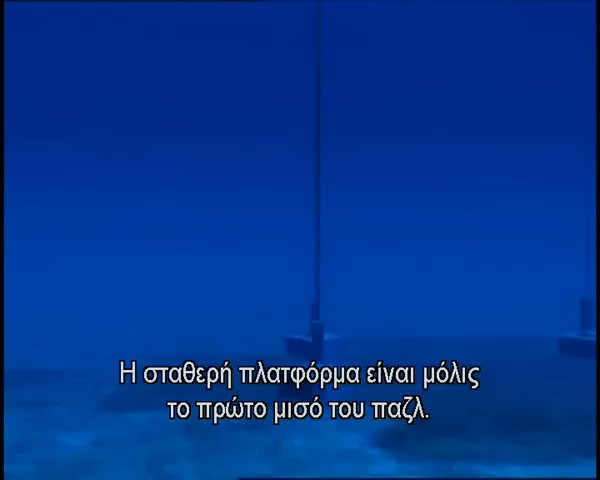 Η σταθερή πλατφόρμα είναι μόλις
το πρώτο μισό του παζλ.